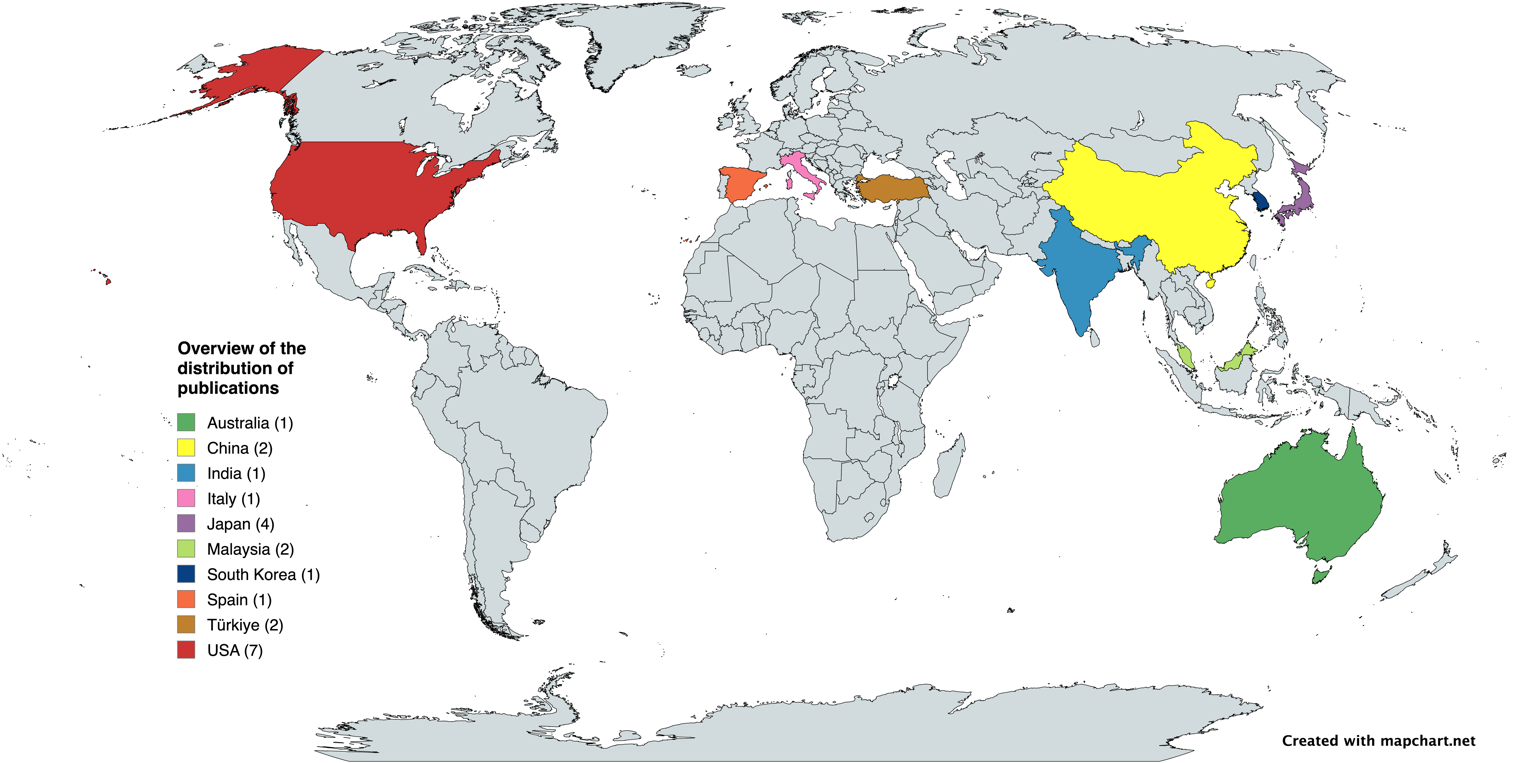 Overview of the
distribution of
publications
Australia (1)
China (2)
India (1)
Italy (1)
Japan (4)
Malaysia (2)
South Korea (1)
Spain (1)
Türkiye (2)
USA (7)
Created with mapchart.net